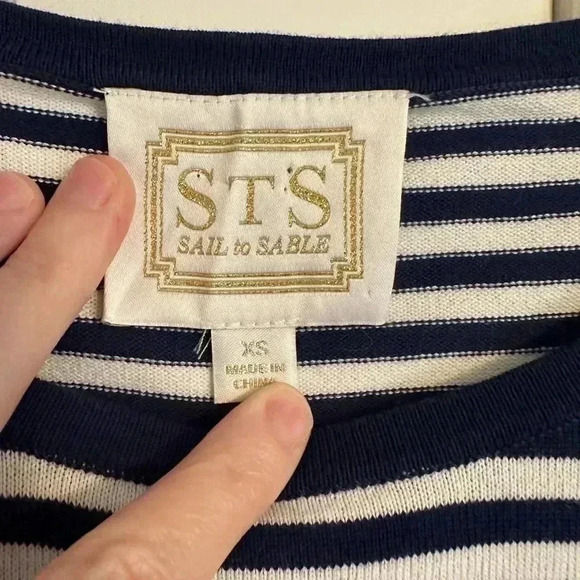 STS
SAIL to SABLE
XS
MADE IN
CHINA